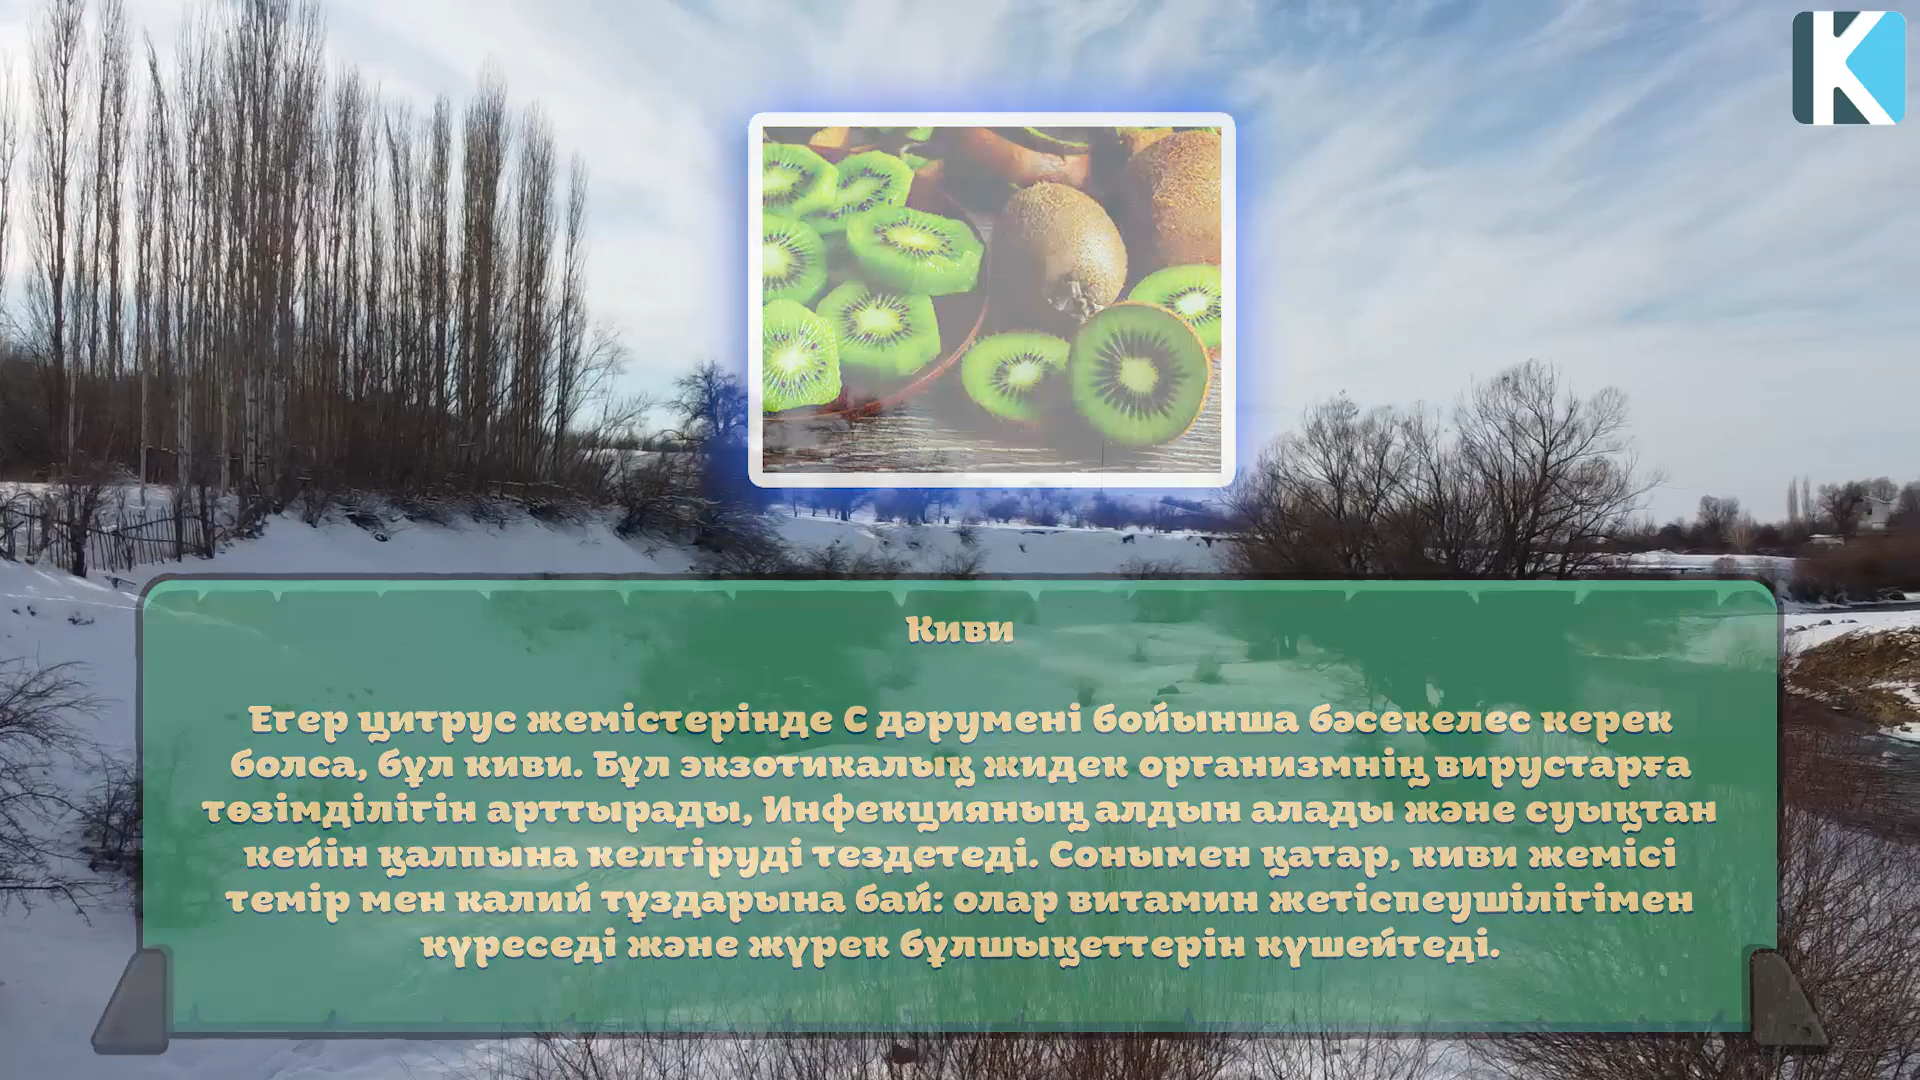 K
Киви
Егер цитрус жемістерінде С дәрумені бойынша бәсекелес керек
болса, бұл киви. Бұл экзотикалық жидек организмнің вирустарға
төзімділігін арттырады, Инфекцияның алдын алады және суықтан
кейін қалпына келтіруді тездетеді. Сонымен қатар, киви жемісі
темір мен калий тұздарына бай: олар витамин жетіспеушілігімен
күреседі және жүрек бұлшықеттерін күшейтеді.